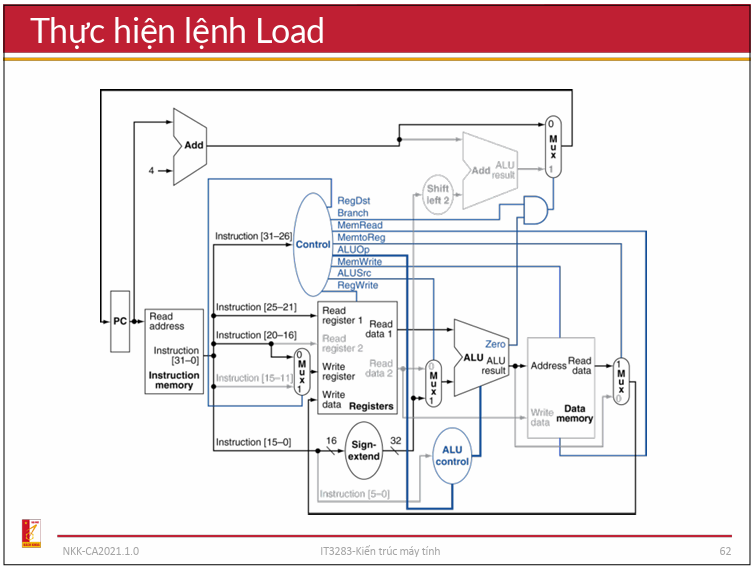 Thực hiện lệnh Load
0
M
u
x
1
Add
4
Add
ALU
result
Shift
left 2
RegDst
Branch
MemRead
MemtoReg
ALUOp
MemWrite
ALUSrc
RegWrite
Control
Instruction [31–26]
PC
Read
address
Instruction
[31–0]
Instruction
memory
Instruction [25–21]
Instruction [20–16]
Instruction [15–11]
0
M
u
x
1
Read
register 1
Read
register 2
Write
register
Write
data
Read
data 1
Read
data 2
Registers
0
M
u
x
1
Zero
ALU
ALU
result
Address
Read
data
Write
data
Data
memory
1
M
u
x
0
Instruction [15–0]
16
Sign-
extend
32
ALU
control
Instruction [5–0]
NKK-CA2021.1.0
IT3283-Kiến trúc máy tính
62